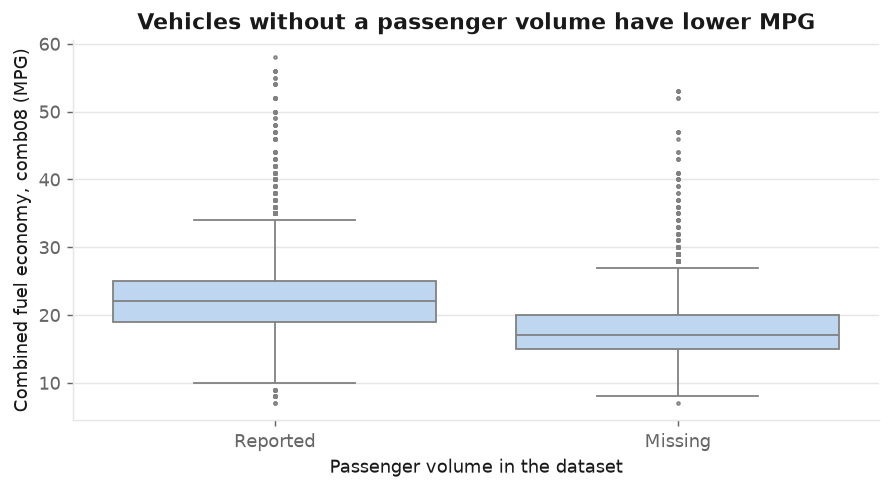 Vehicles without a passenger volume have lower MPG
Combined fuel economy, comb08 (MPG)
60
50
40
30
20
10
Reported
Missing
Passenger volume in the dataset